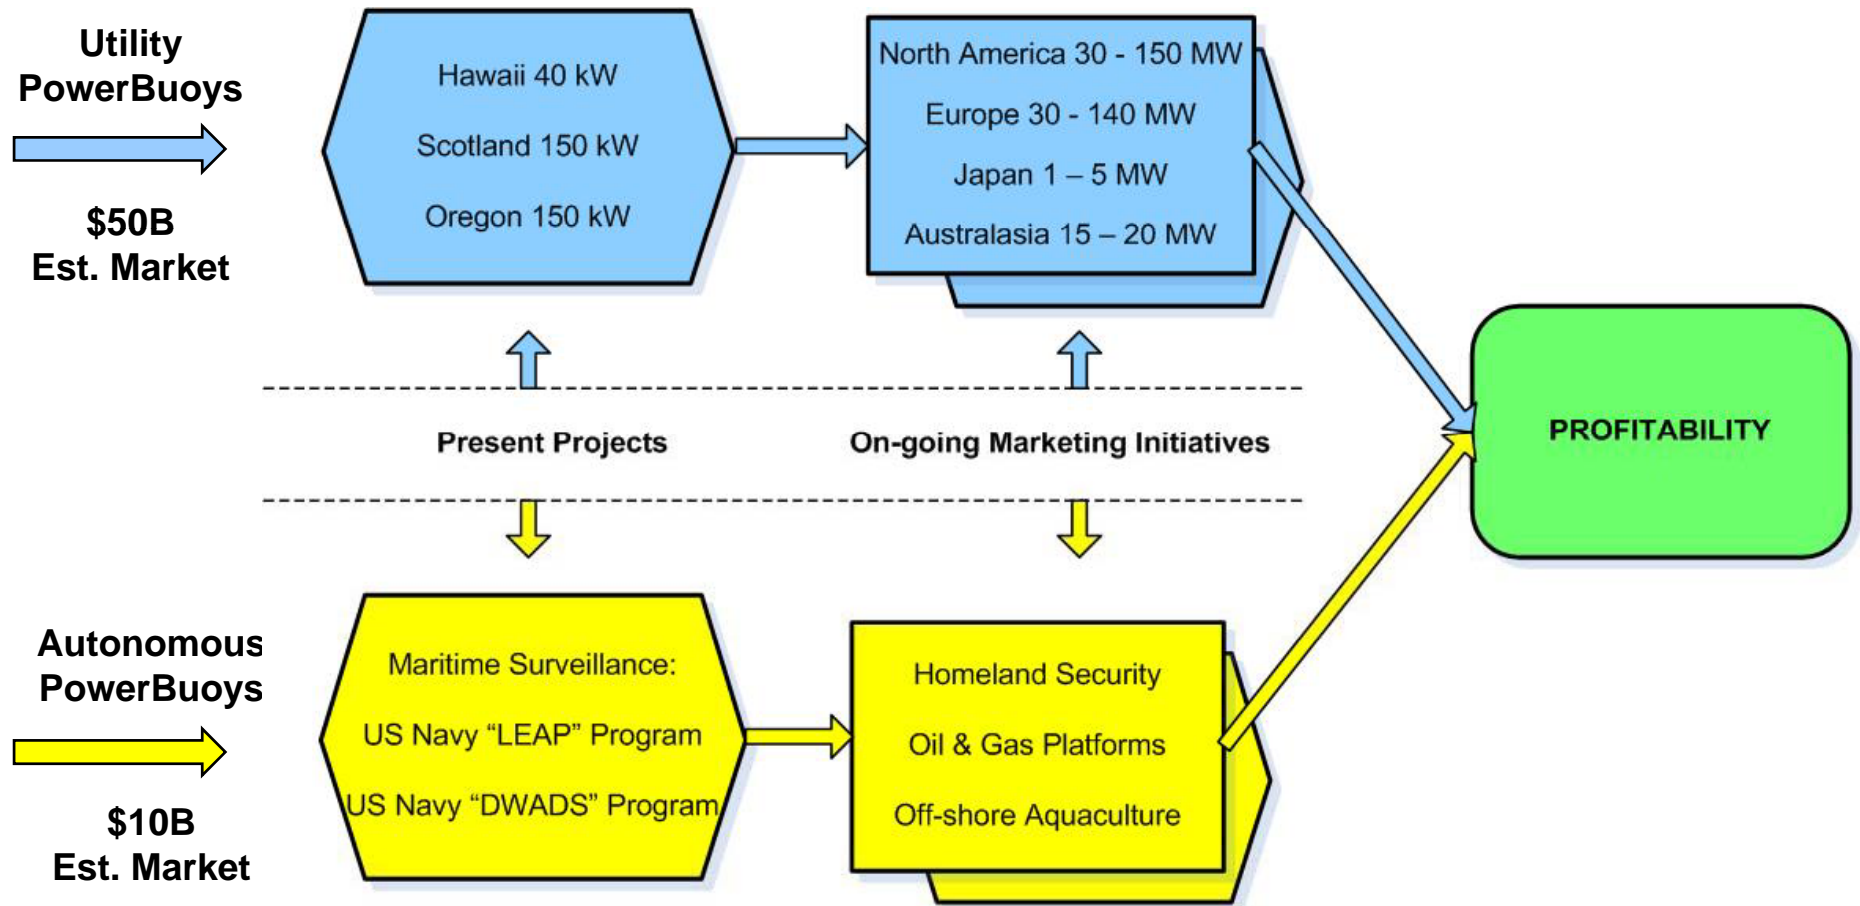 Utility
PowerBuoys
$50B
Est. Market
Hawaii 40 kW
Scotland 150 kW
Oregon 150 kW
North America 30 - 150 MW
Europe 30 - 140 MW
Japan 1 – 5 MW
Australasia 15 – 20 MW
Present Projects
On-going Marketing Initiatives
PROFITABILITY
Autonomous
PowerBuoys
$10B
Est. Market
Maritime Surveillance:
US Navy “LEAP” Program
US Navy “DWADS” Program
Homeland Security
Oil & Gas Platforms
Off-shore Aquaculture